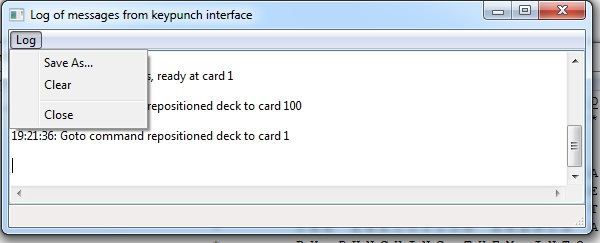 Log of messages from keypunch interface
Log
Save As...
Clear
Close
, ready at card 1
repositioned deck to card 100
19:21:36: Goto command repositioned deck to card 1